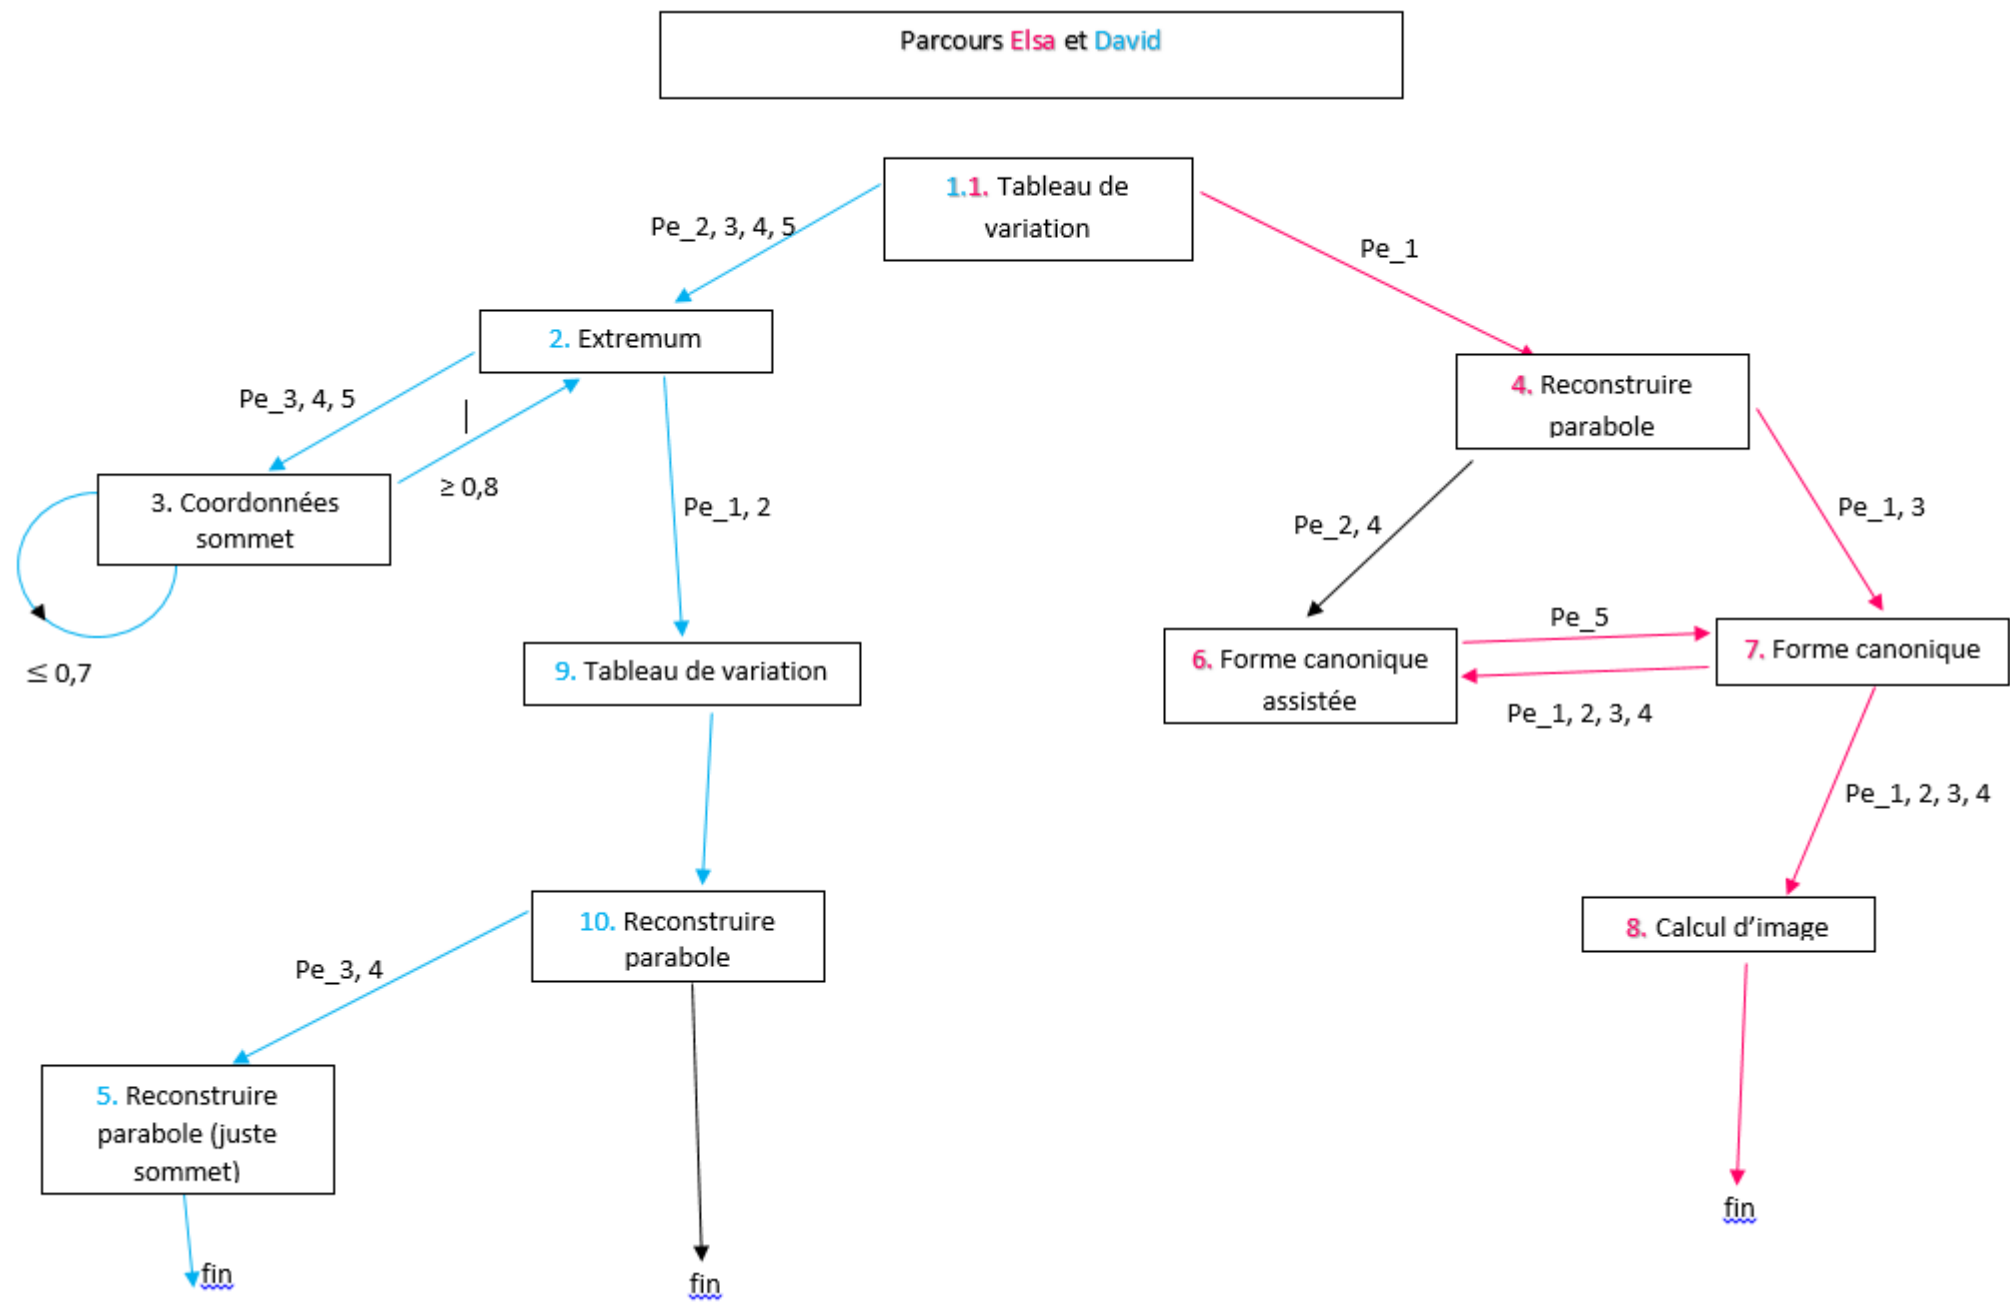 Parcours Elsa et David
1.1. Tableau de
variation
Pe_2, 3, 4, 5
Pe_1
2. Extremum
4. Reconstruire
parabole
Pe_3, 4, 5
≥ 0,8
3. Coordonnées
sommet
≤ 0,7
Pe_1, 2
Pe_2, 4
Pe_1, 3
9. Tableau de variation
6. Forme canonique
assistée
Pe_5
7. Forme canonique
Pe_1, 2, 3, 4
Pe_1, 2, 3, 4
10. Reconstruire
parabole
8. Calcul d’image
Pe_3, 4
5. Reconstruire
parabole (juste
sommet)
fin
fin
fin